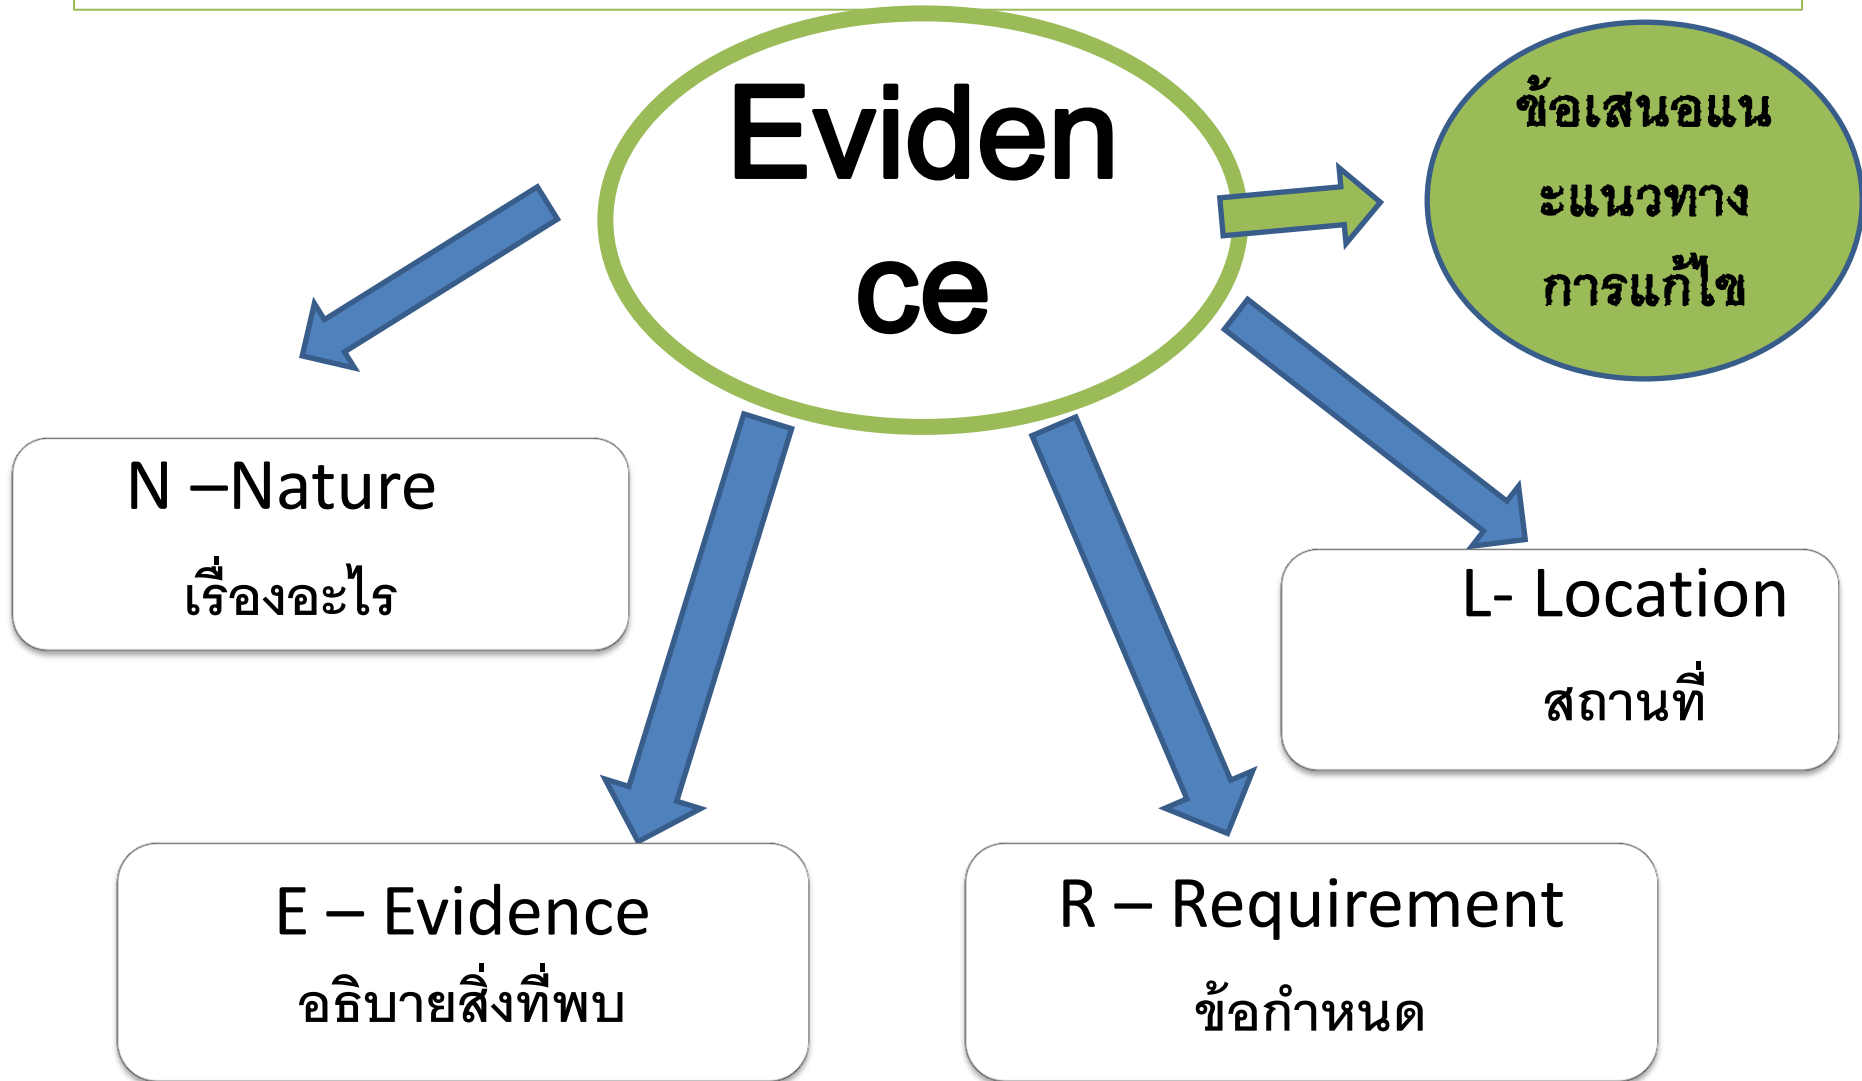 Eviden
ce
ข้อเสนอแน
ะแนวทาง
การแก้ไข
N –Nature
เรื่องอะไร
L- Location
สถานที่
E – Evidence
อธิบายสิ่งที่พบ
R – Requirement
ข้อกำหนด